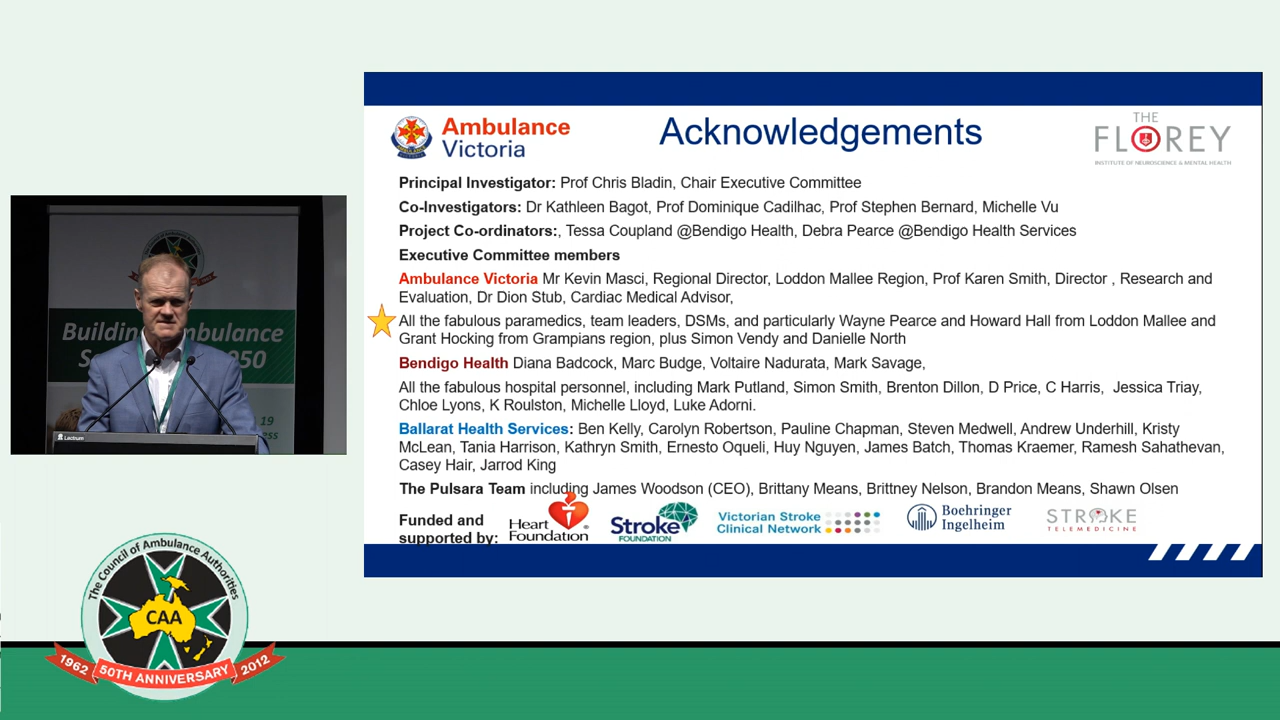 Ambulance
Victoria
Acknowledgements
THE
FLOREY
INSTITUTE OF NEUROSCIENCE & MENTAL HEALTH
Principal Investigator: Prof Chris Bladin, Chair Executive Committee
Co-Investigators: Dr Kathleen Bagot, Prof Dominique Cadilhac, Prof Stephen Bernard, Michelle Vu
Project Co-ordinators:, Tessa Coupland @Bendigo Health, Debra Pearce @Bendigo Health Services
Executive Committee members
Ambulance Victoria Mr Kevin Masci, Regional Director, Loddon Mallee Region, Prof Karen Smith, Director , Research and
Evaluation, Dr Dion Stub, Cardiac Medical Advisor,
All the fabulous paramedics, team leaders, DSMs, and particularly Wayne Pearce and Howard Hall from Loddon Mallee and
Grant Hocking from Grampians region, plus Simon Vendy and Danielle North
Bendigo Health Diana Badcock, Marc Budge, Voltaire Nadurata, Mark Savage,
All the fabulous hospital personnel, including Mark Putland, Simon Smith, Brenton Dillon, D Price, C Harris, Jessica Triay,
Chloe Lyons, K Roulston, Michelle Lloyd, Luke Adorni.
Ballarat Health Services: Ben Kelly, Carolyn Robertson, Pauline Chapman, Steven Medwell, Andrew Underhill, Kristy
McLean, Tania Harrison, Kathryn Smith, Ernesto Oqueli, Huy Nguyen, James Batch, Thomas Kraemer, Ramesh Sahathevan,
Casey Hair, Jarrod King
The Pulsara Team including James Woodson (CEO), Brittany Means, Brittney Nelson, Brandon Means, Shawn Olsen
Funded and
supported by:
Heart
Foundation
Stroke
FOUNDATION
Victorian Stroke
Clinical Network
Boehringer
Ingelheim
STROKE
TELEMEDICINE
Building Ambulance
2050
19
Lectrum
The Council of Ambulance Authorities
CAA
1962 50TH ANNIVERSARY 2012